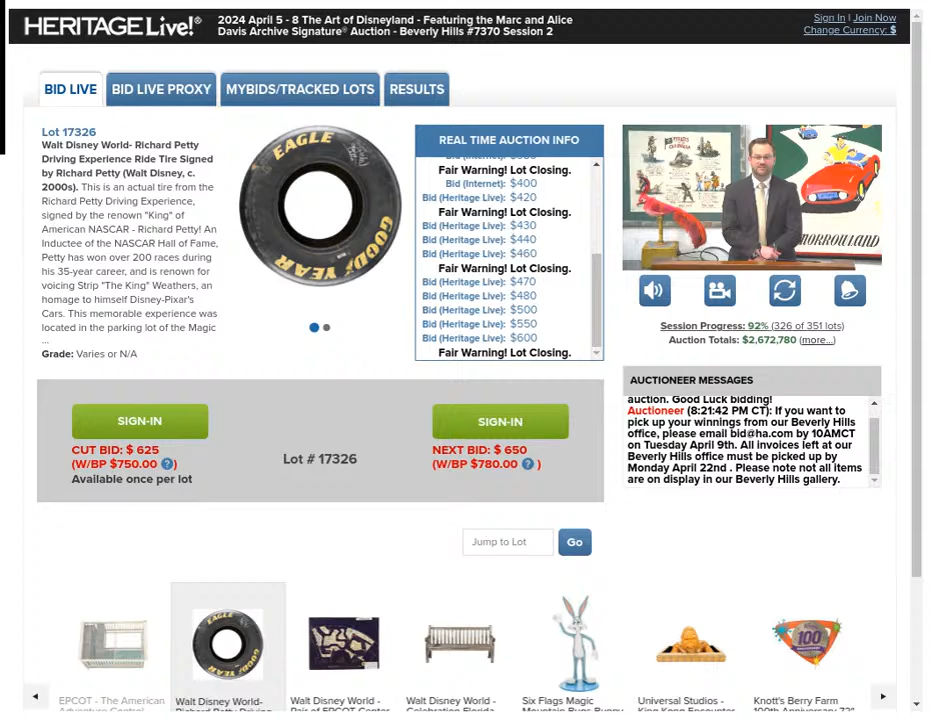 HERITAGE Live!®
2024 April 5 - 8 The Art of Disneyland - Featuring the Marc and Alice
Davis Archive Signature® Auction - Beverly Hills #7370 Session 2
Sign In | Join Now
Change Currency: $
BID LIVE
BID LIVE PROXY
MYBIDS/TRACKED LOTS
RESULTS
Lot 17326
Walt Disney World- Richard Petty
Driving Experience Ride Tire Signed
by Richard Petty (Walt Disney, c.
2000s). This is an actual tire from the
Richard Petty Driving Experience,
signed by the renown "King" of
American NASCAR - Richard Petty! An
Inductee of the NASCAR Hall of Fame,
Petty has won over 200 races during
his 35-year career, and is renown for
voicing Strip "The King" Weathers, an
homage to himself Disney-Pixar's
Cars. This memorable experience was
located in the parking lot of the Magic
...
Grade: Varies or N/A
EAGLE
GOOD YEAR
REAL TIME AUCTION INFO
Fair Warning! Lot Closing.
Bid (Internet): $400
Bid (Heritage Live): $420
Fair Warning! Lot Closing.
Bid (Heritage Live): $430
Bid (Heritage Live): $440
Bid (Heritage Live): $460
Fair Warning! Lot Closing.
Bid (Heritage Live): $470
Bid (Heritage Live): $480
Bid (Heritage Live): $500
Bid (Heritage Live): $550
Bid (Heritage Live): $600
Fair Warning! Lot Closing.
Session Progress: 92% (326 of 351 lots)
Auction Totals: $2,672,780 (more...)
AUCTIONEER MESSAGES
auction. Good Luck bidding!
Auctioneer (8:21:42 PM CT): If you want to
pick up your winnings from our Beverly Hills
office, please email bid@ha.com by 10AMCT
on Tuesday April 9th. All invoices left at our
Beverly Hills office must be picked up by
Monday April 22nd . Please note not all items
are on display in our Beverly Hills gallery.
SIGN-IN
CUT BID: $ 625
(W/BP $750.00 ? )
Available once per lot
Lot # 17326
SIGN-IN
NEXT BID: $ 650
(W/BP $780.00 ? )
Jump to Lot
Go
EAGLE
100
EPCOT - The American
Walt Disney World-
Walt Disney World -
Walt Disney World -
Six Flags Magic
Universal Studios -
Knott's Berry Farm